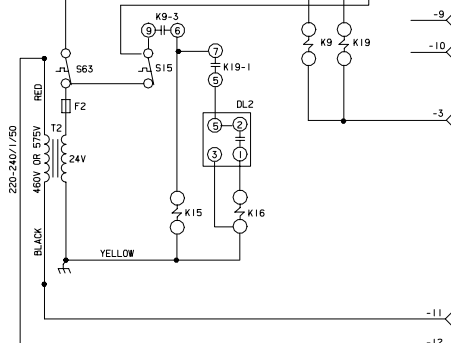 K9-3
9
6
-9
7
K9
K19
-10
S63
S15
K19-1
5
RED
F2
DL2
-3
T2
5
2
220-240/1/50
460V OR 575V
24V
3
1
K15
K16
BLACK
YELLOW
-11
-12